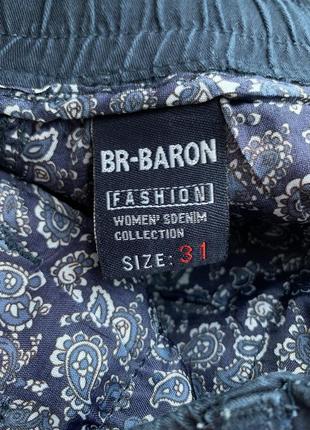 BR-BARON
FASHION
WOMEN'SDENIM
COLLECTION
SIZE: 31